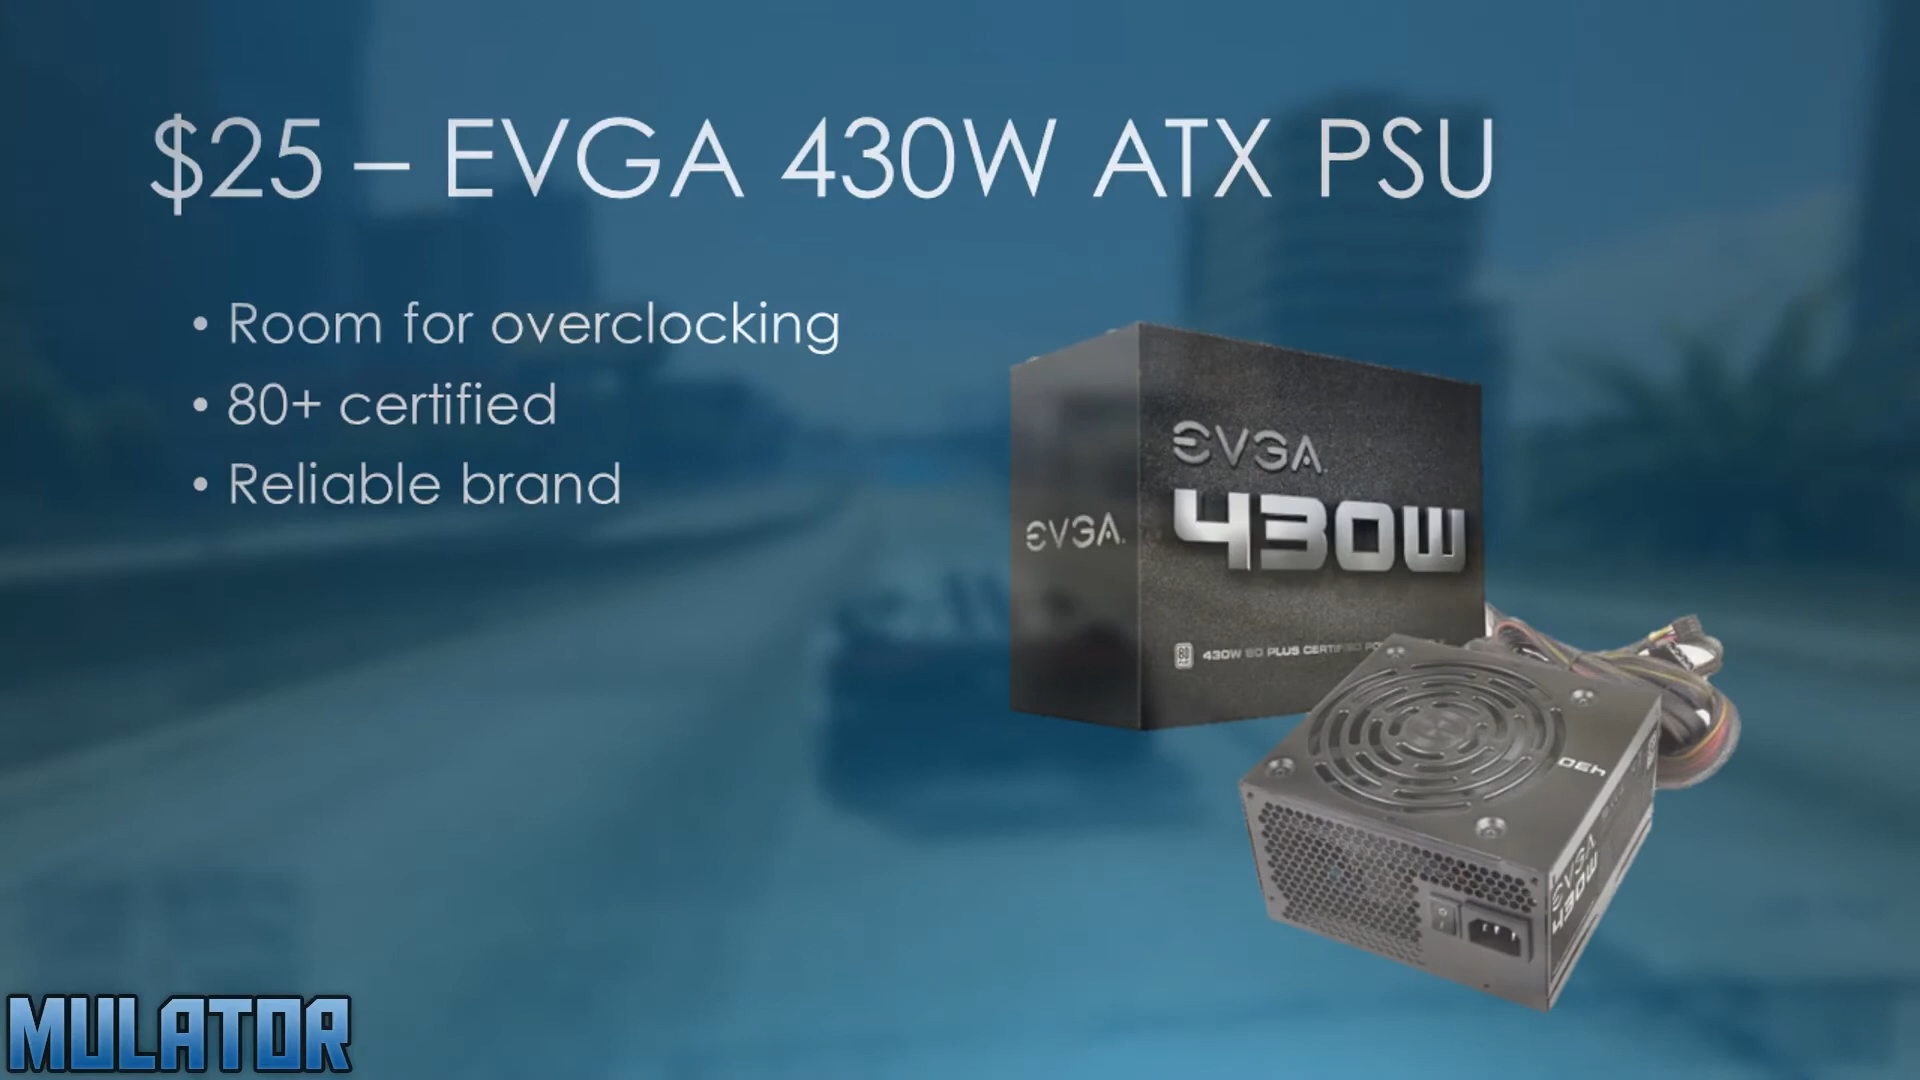 $25 – EVGA 430W ATX PSU
• Room for overclocking
• 80+ certified
• Reliable brand
EVGA
430W
EVGA
430W 80 PLUS CERTIFIED
430
EVGA
430W
MULATOR